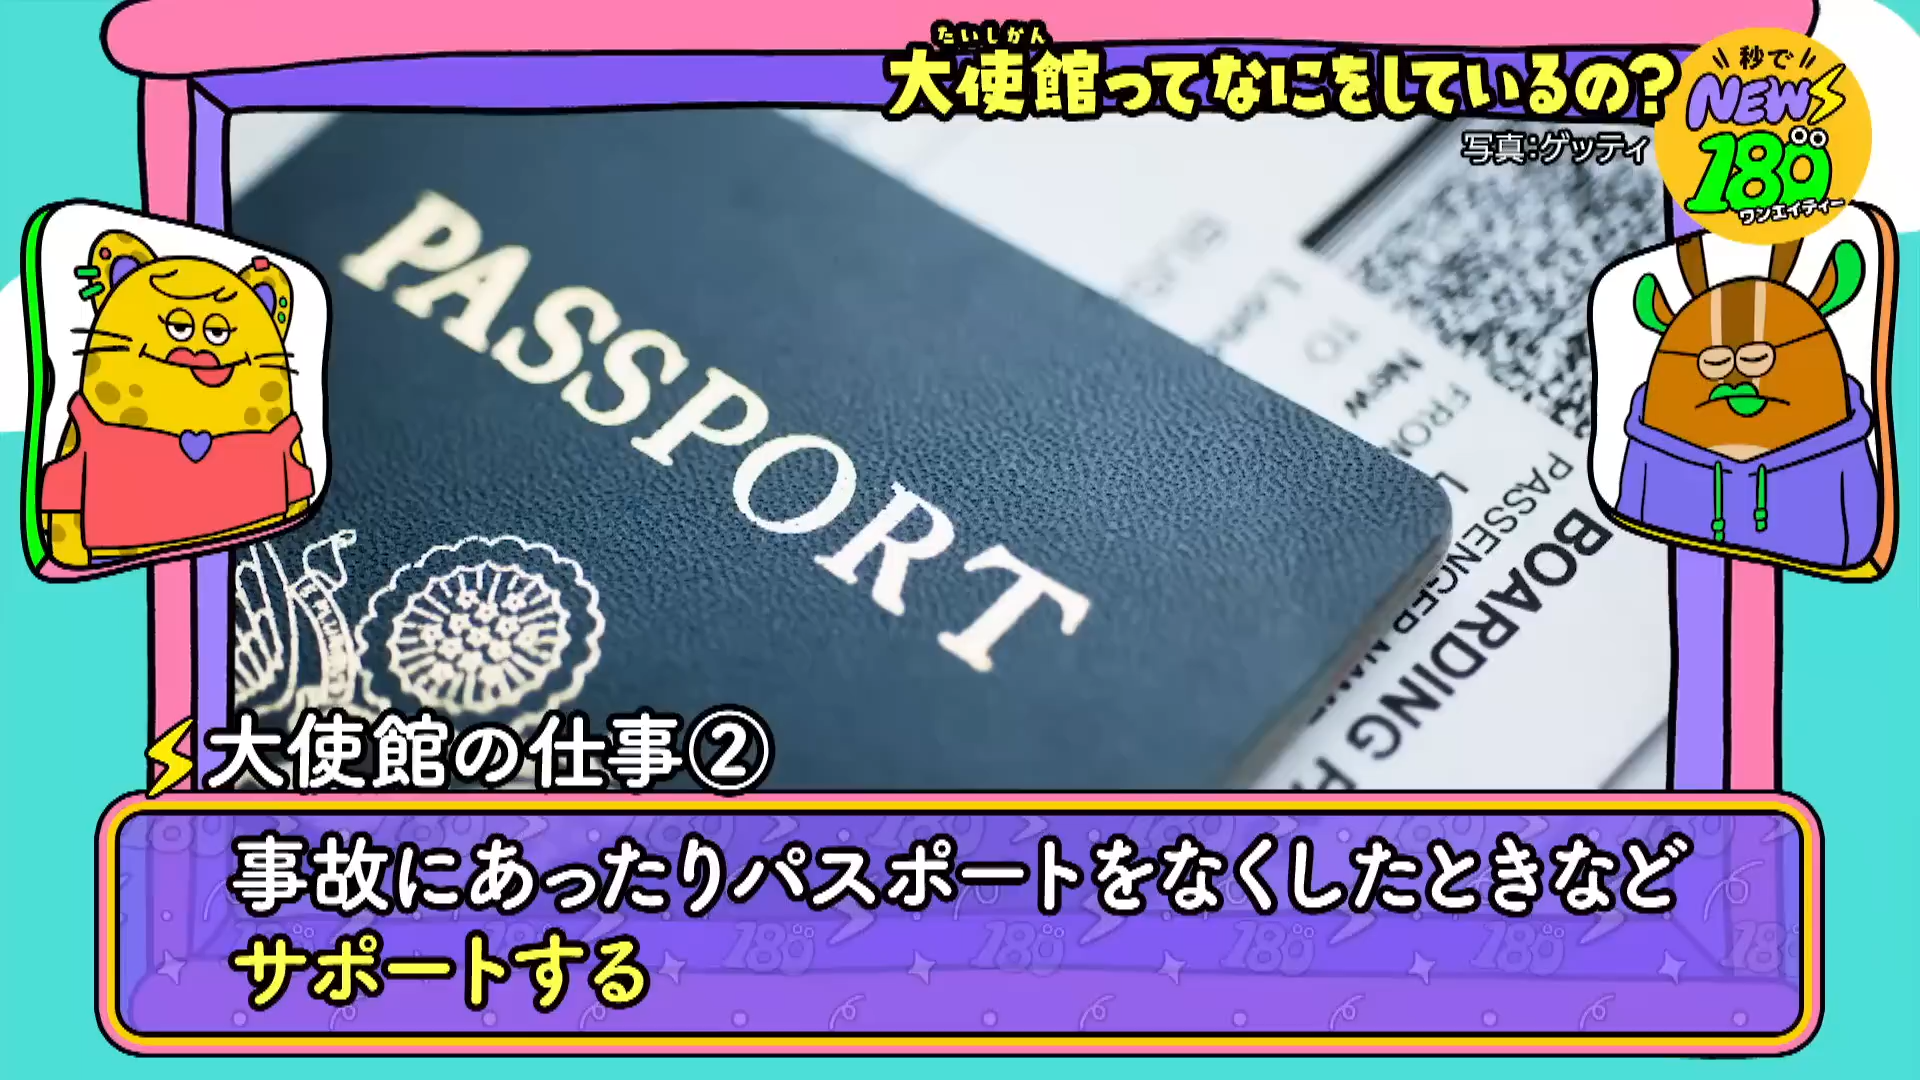 たいしかん
大使館ってなにをしているの?
秒で
NEWS
180
ワンエイティー
写真:ゲッティ
PASSPORT
TO
New
FROM
PASSENGER NAME
BOARDING
大使館の仕事②
事故にあったりパスポートをなくしたときなど
サポートする